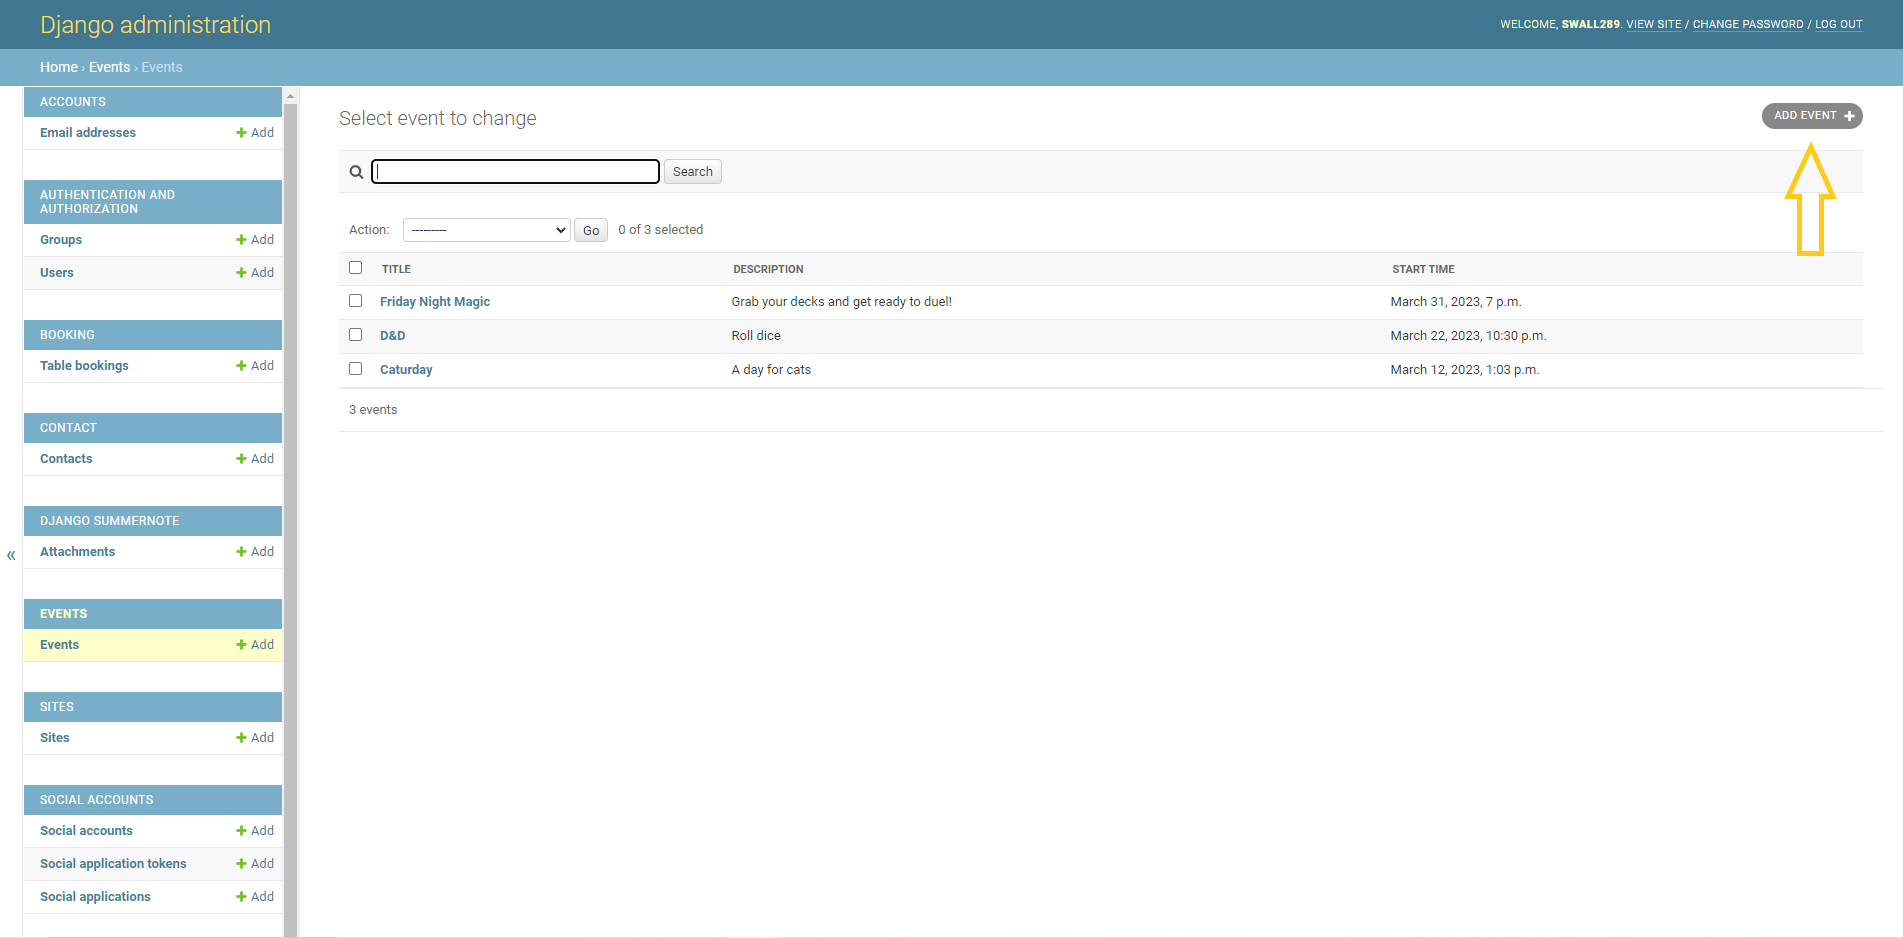 Django administration
WELCOME, SWALL289. VIEW SITE / CHANGE PASSWORD / LOG OUT
Home › Events › Events
ACCOUNTS
Email addresses Add
AUTHENTICATION AND
AUTHORIZATION
Groups Add
Users Add
BOOKING
Table bookings Add
CONTACT
Contacts Add
DJANGO SUMMERNOTE
Attachments Add
«
EVENTS
Events Add
SITES
Sites Add
SOCIAL ACCOUNTS
Social accounts Add
Social application tokens Add
Social applications Add
Select event to change
ADD EVENT
Search
Action: --------- Go 0 of 3 selected
TITLE DESCRIPTION START TIME
Friday Night Magic Grab your decks and get ready to duel! March 31, 2023, 7 p.m.
D&D Roll dice March 22, 2023, 10:30 p.m.
Caturday A day for cats March 12, 2023, 1:03 p.m.
3 events